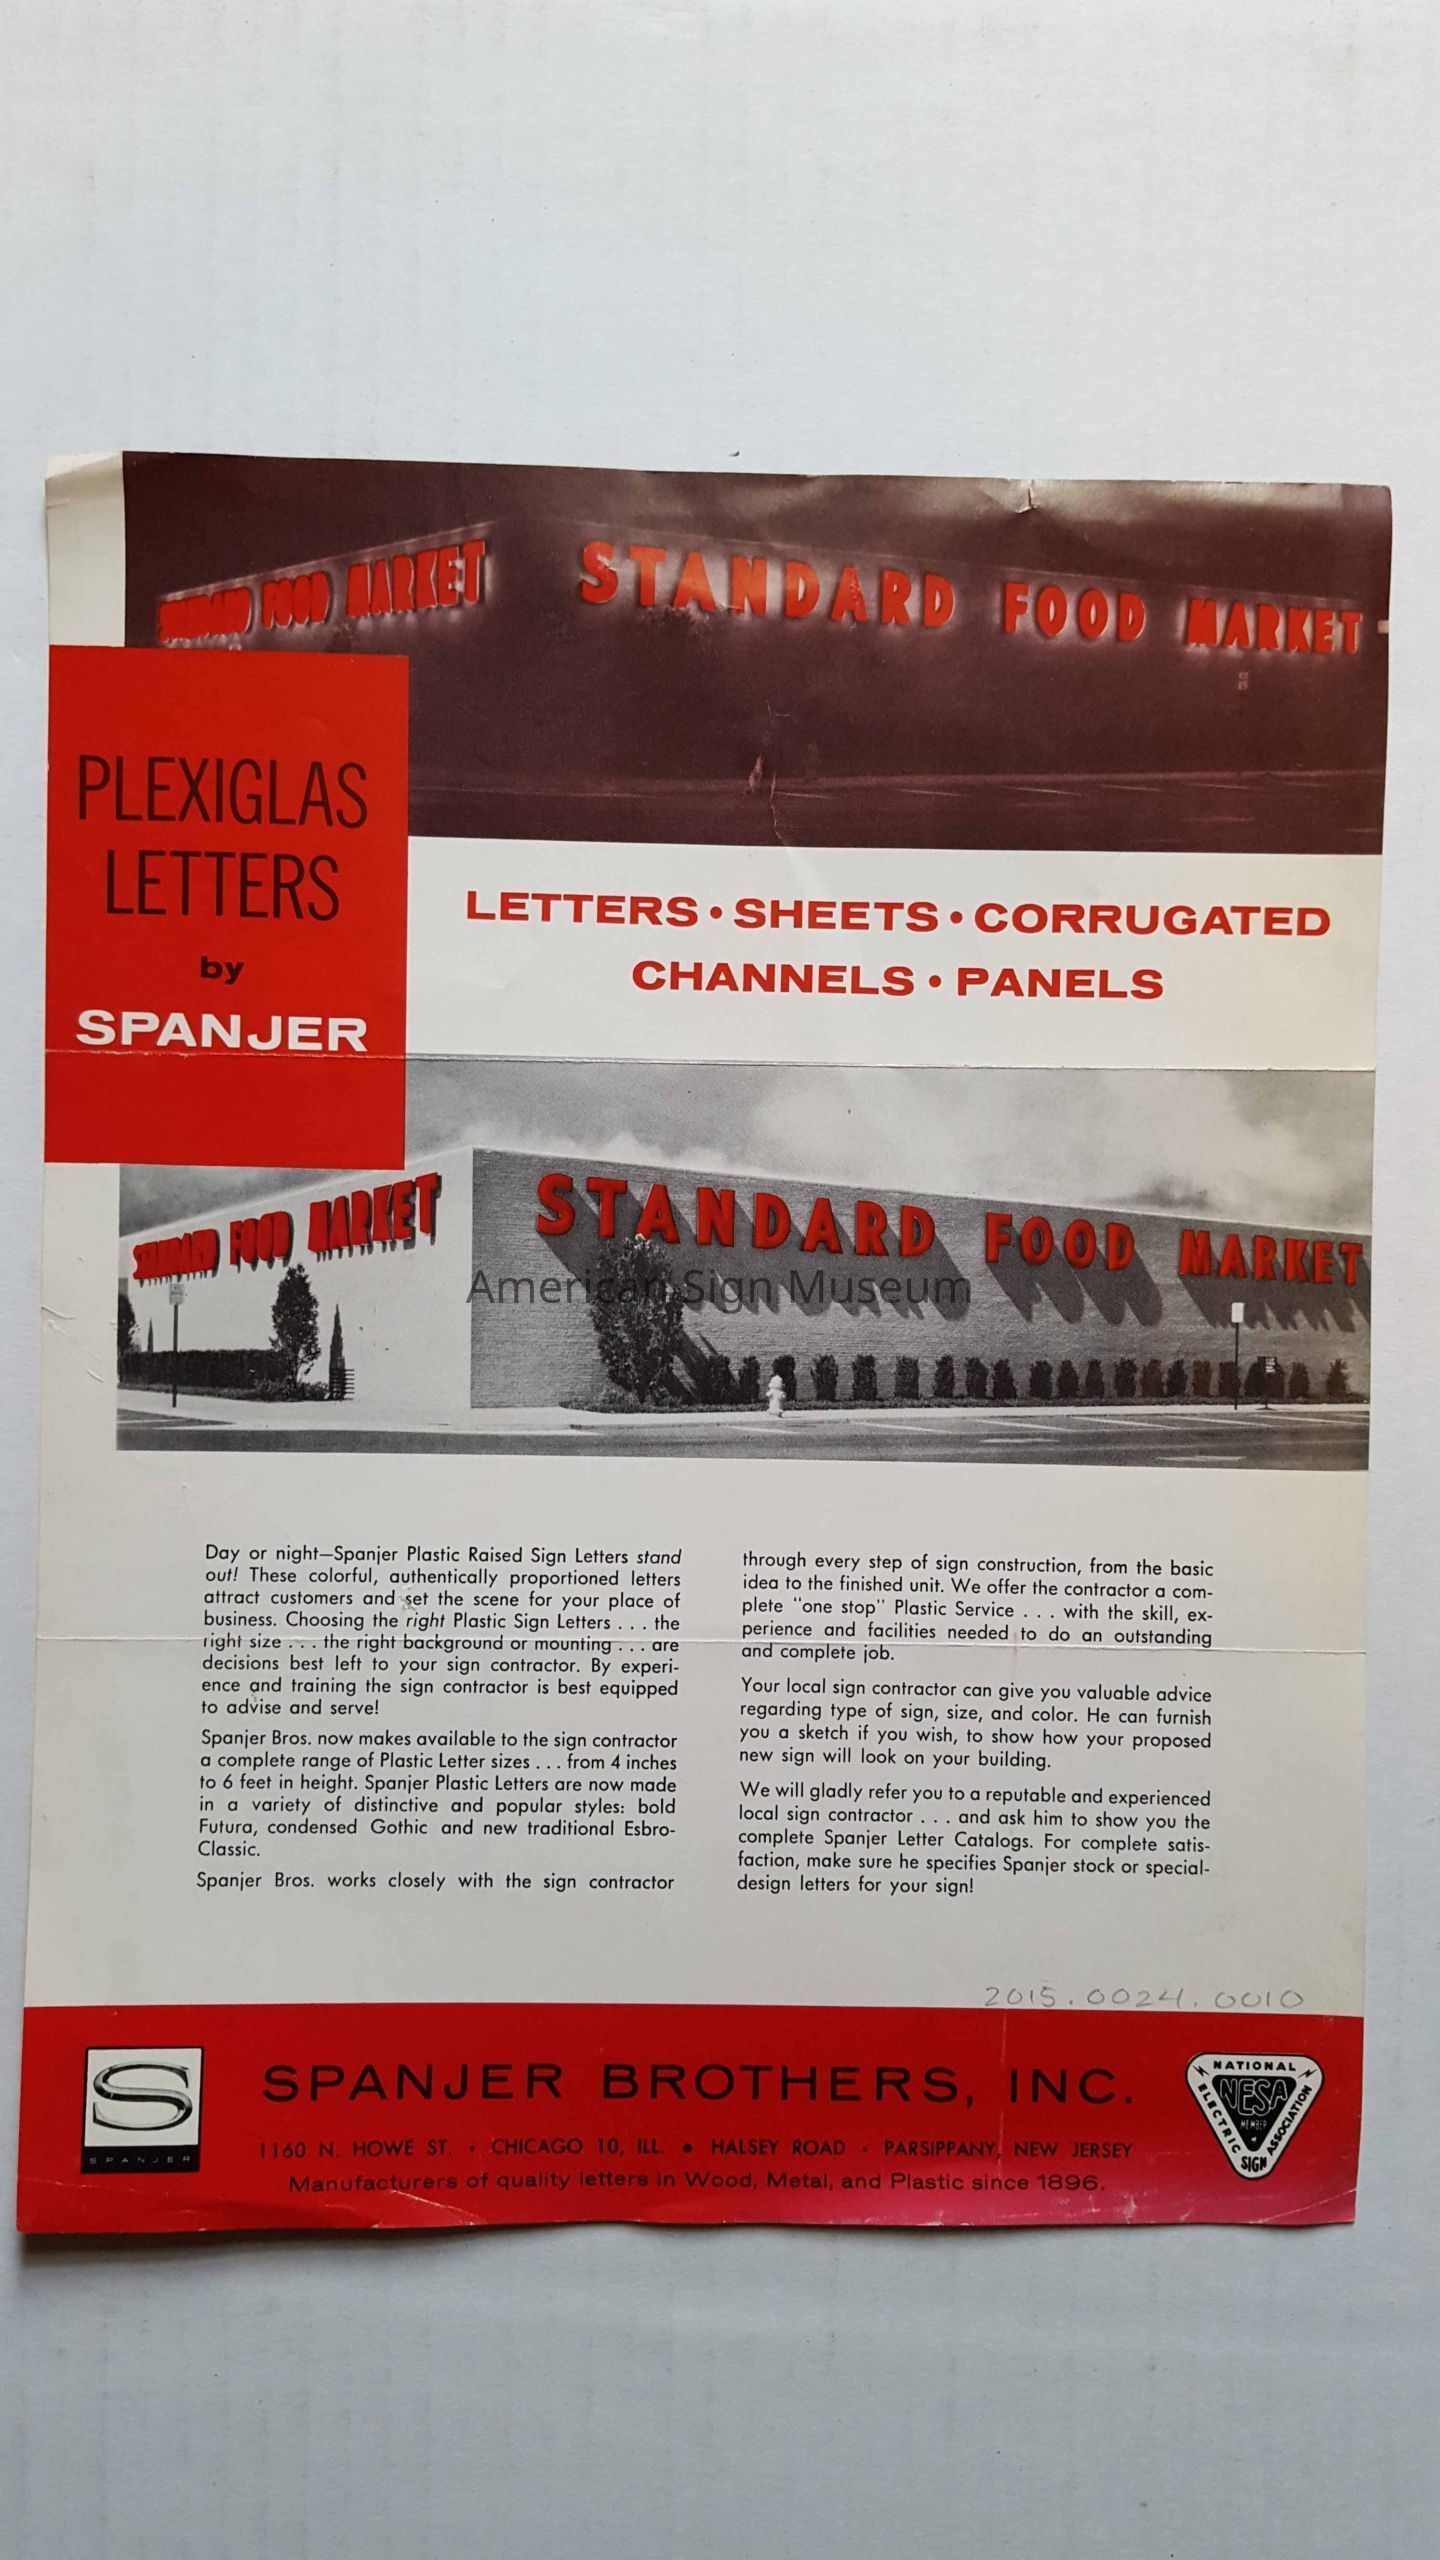 STANDARD FOOD MARKET
STANDARD FOOD MARKET
PLEXIGLAS
LETTERS
by
SPANJER
LETTERS • SHEETS • CORRUGATED
CHANNELS • PANELS
STANDARD FOOD MARKET
STANDARD FOOD MARKET
American Sign Museum
Day or night—Spanjer Plastic Raised Sign Letters stand
out! These colorful, authentically proportioned letters
attract customers and set the scene for your place of
business. Choosing the right Plastic Sign Letters . . . the
right size . . . the right background or mounting . . . are
decisions best left to your sign contractor. By experi-
ence and training the sign contractor is best equipped
to advise and serve!
Spanjer Bros. now makes available to the sign contractor
a complete range of Plastic Letter sizes . . . from 4 inches
to 6 feet in height. Spanjer Plastic Letters are now made
in a variety of distinctive and popular styles: bold
Futura, condensed Gothic and new traditional Esbro-
Classic.
Spanjer Bros. works closely with the sign contractor
through every step of sign construction, from the basic
idea to the finished unit. We offer the contractor a com-
plete "one stop" Plastic Service . . . with the skill, ex-
perience and facilities needed to do an outstanding
and complete job.
Your local sign contractor can give you valuable advice
regarding type of sign, size, and color. He can furnish
you a sketch if you wish, to show how your proposed
new sign will look on your building.
We will gladly refer you to a reputable and experienced
local sign contractor . . . and ask him to show you the
complete Spanjer Letter Catalogs. For complete satis-
faction, make sure he specifies Spanjer stock or special-
design letters for your sign!
2015.0024.0010
S
SPANJER
SPANJER BROTHERS, INC.
1160 N. HOWE ST. • CHICAGO 10, ILL. • HALSEY ROAD • PARSIPPANY, NEW JERSEY
Manufacturers of quality letters in Wood, Metal, and Plastic since 1896.
NATIONAL
ELECTRIC
SIGN
ASSOCIATION
NESA
MEMBER